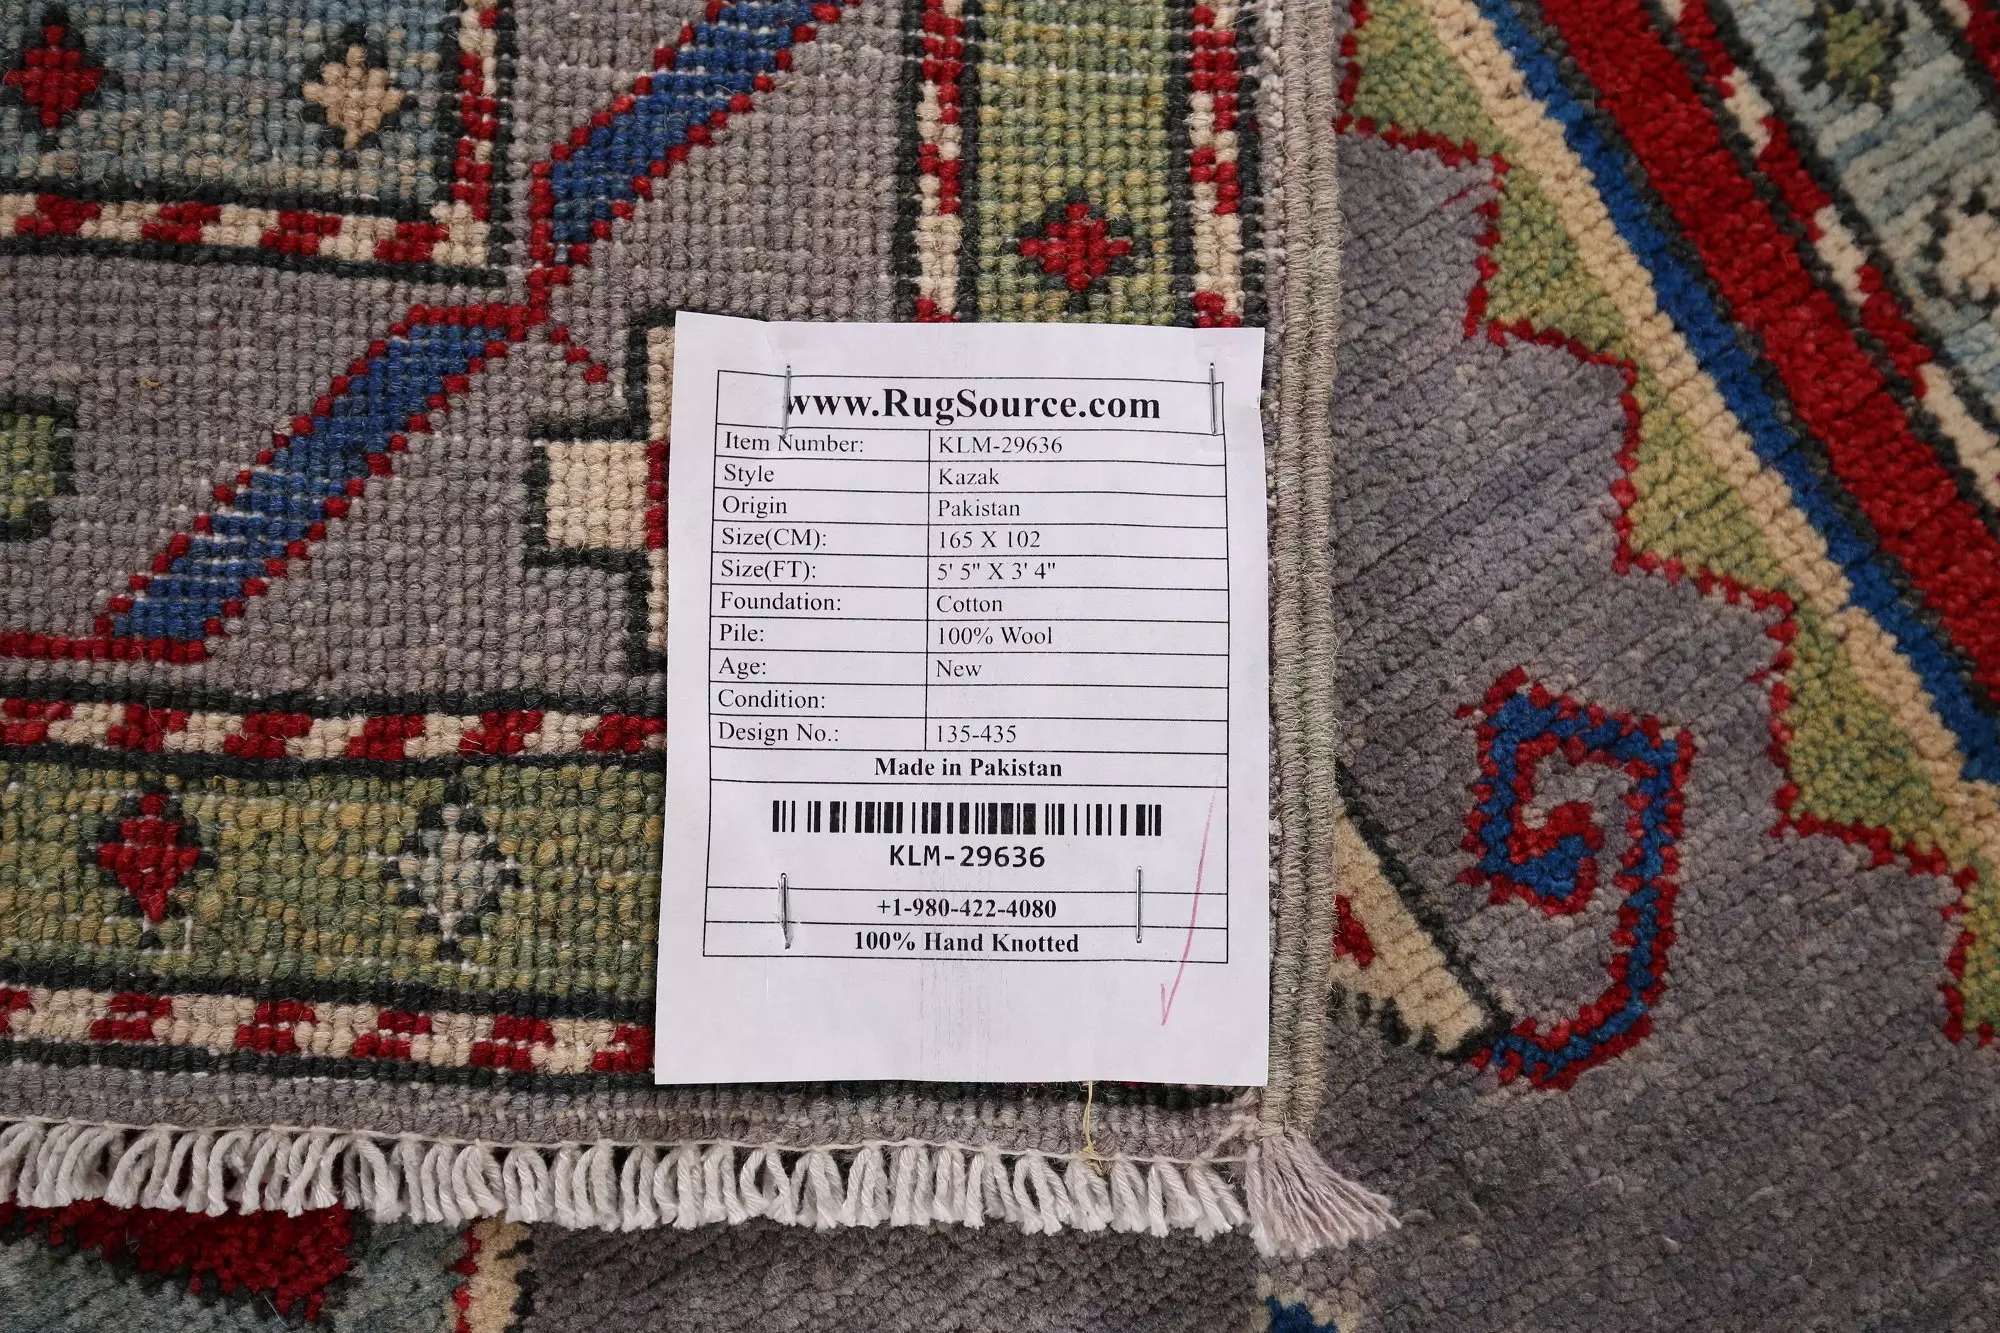 www.RugSource.com
Item Number: KLM-29636
Style Kazak
Origin Pakistan
Size(CM): 165 X 102
Size(FT): 5' 5" X 3' 4"
Foundation: Cotton
Pile: 100% Wool
Age: New
Condition:
Design No.: 135-435
Made in Pakistan
KLM-29636
+1-980-422-4080
100% Hand Knotted